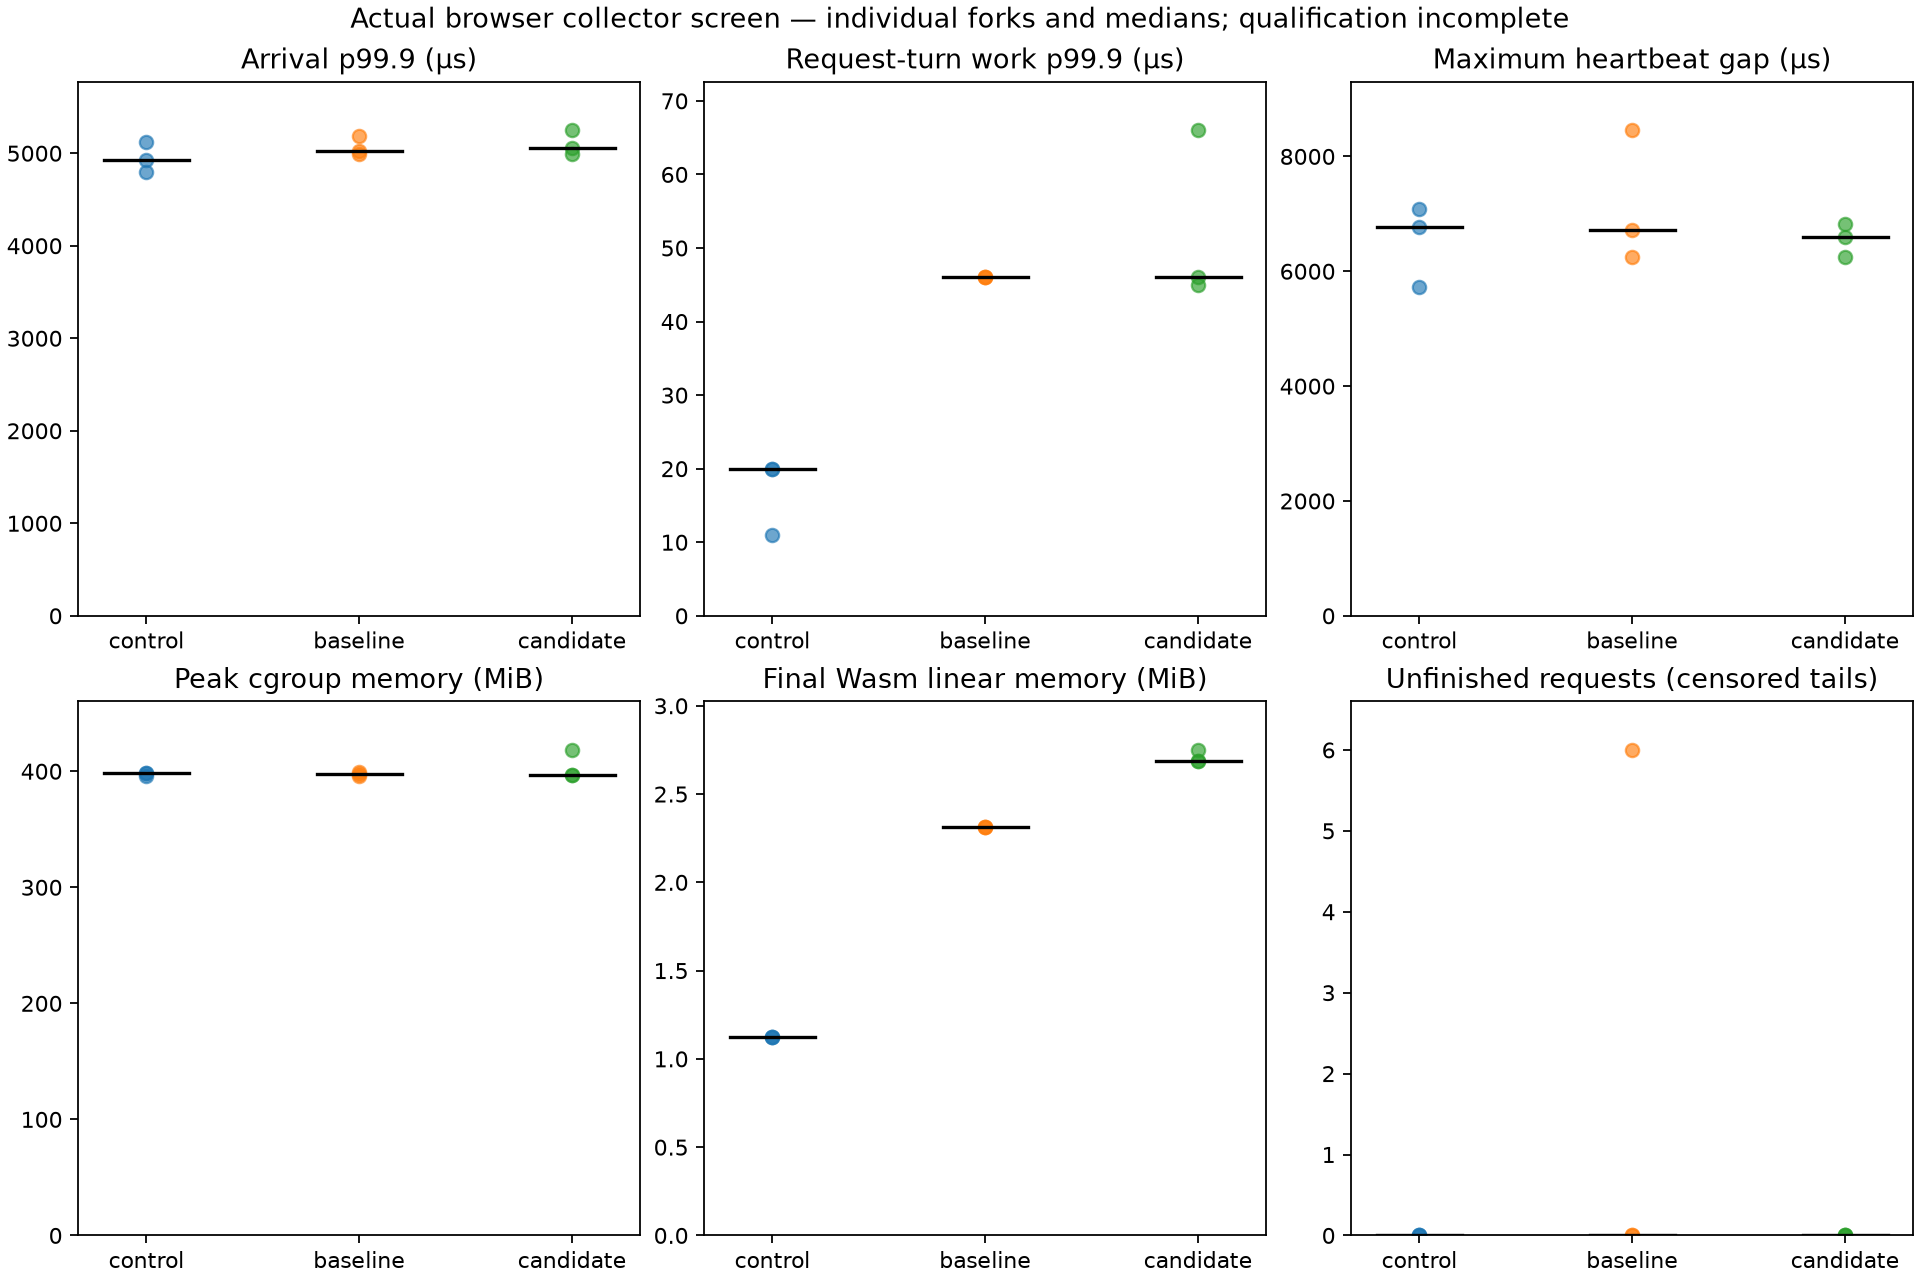 Actual browser collector screen — individual forks and medians; qualification incomplete
Arrival p99.9 (µs)
5000
4000
3000
2000
1000
0
control baseline candidate
Request-turn work p99.9 (µs)
70
60
50
40
30
20
10
0
control baseline candidate
Maximum heartbeat gap (µs)
8000
6000
4000
2000
0
control baseline candidate
Peak cgroup memory (MiB)
400
300
200
100
0
control baseline candidate
Final Wasm linear memory (MiB)
3.0
2.5
2.0
1.5
1.0
0.5
0.0
control baseline candidate
Unfinished requests (censored tails)
6
5
4
3
2
1
0
control baseline candidate